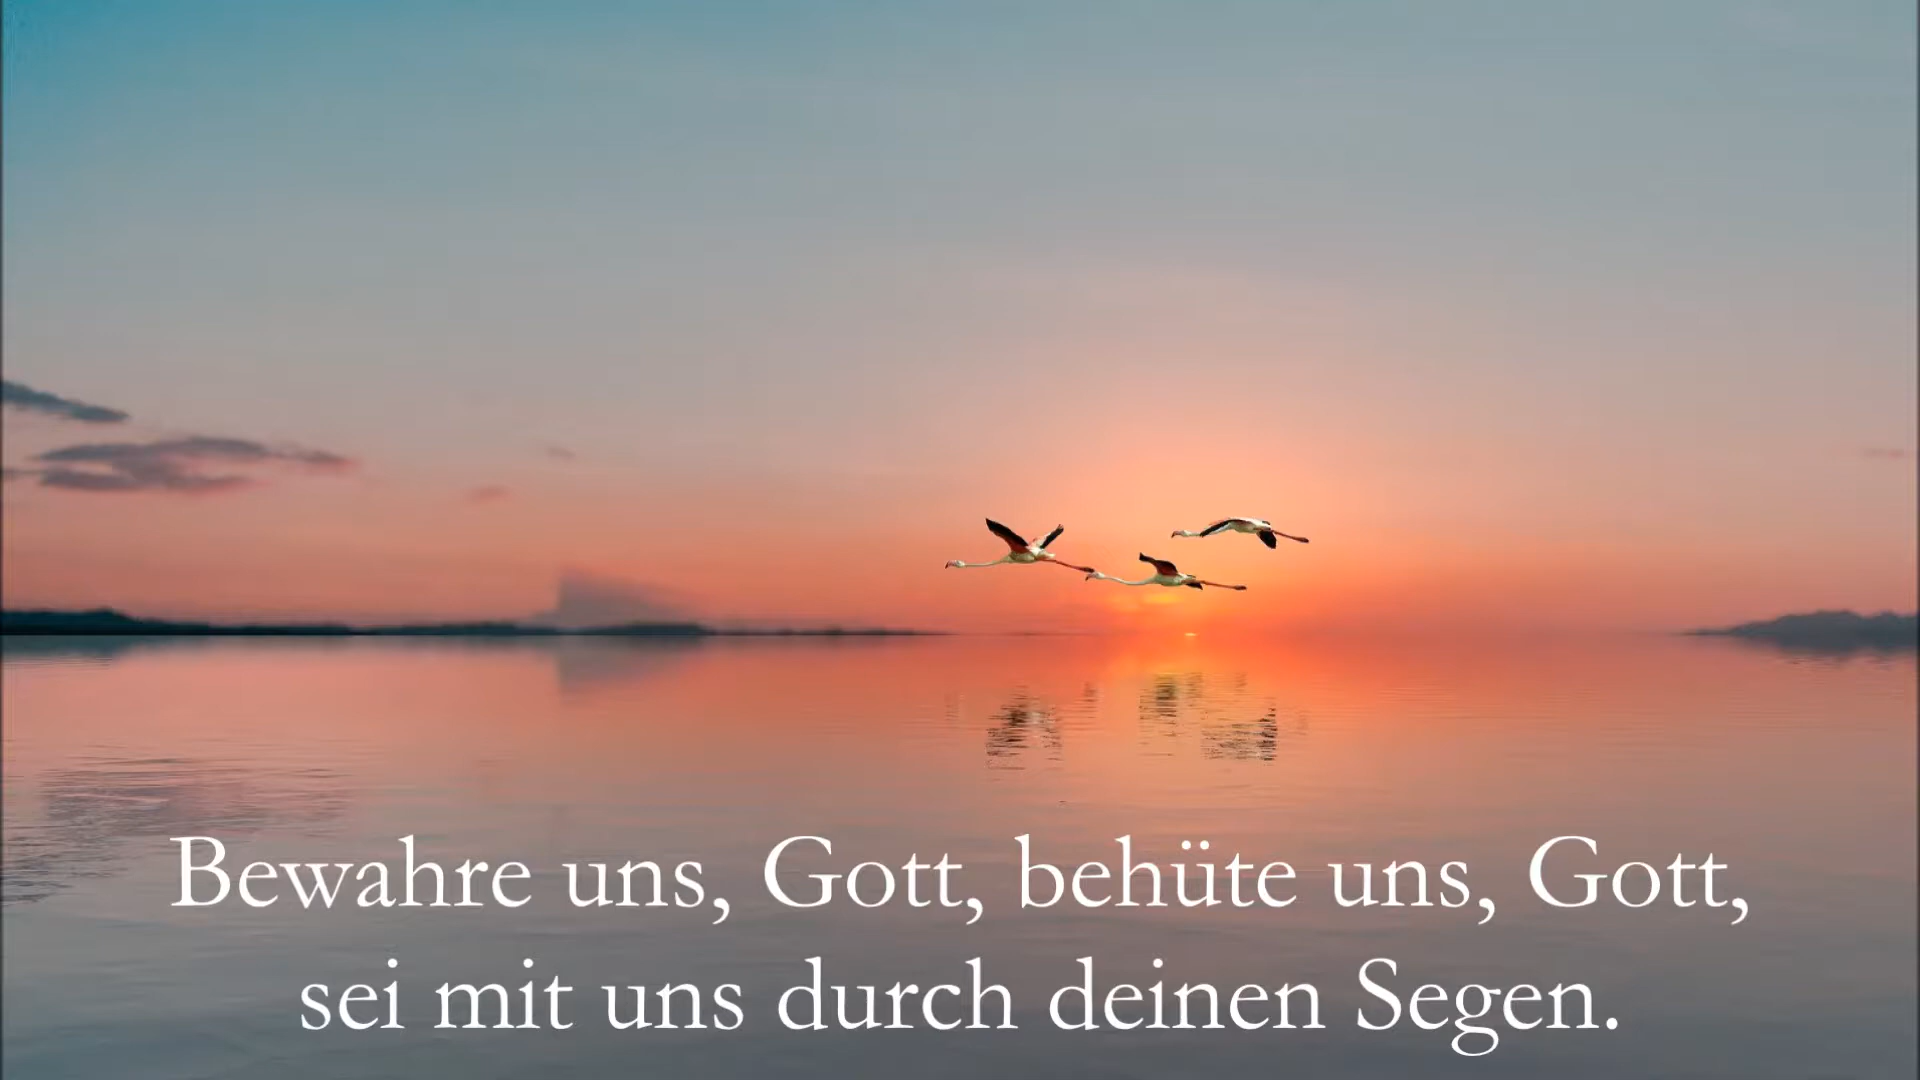 Bewahre uns, Gott, behüte uns, Gott,
sei mit uns durch deinen Segen.